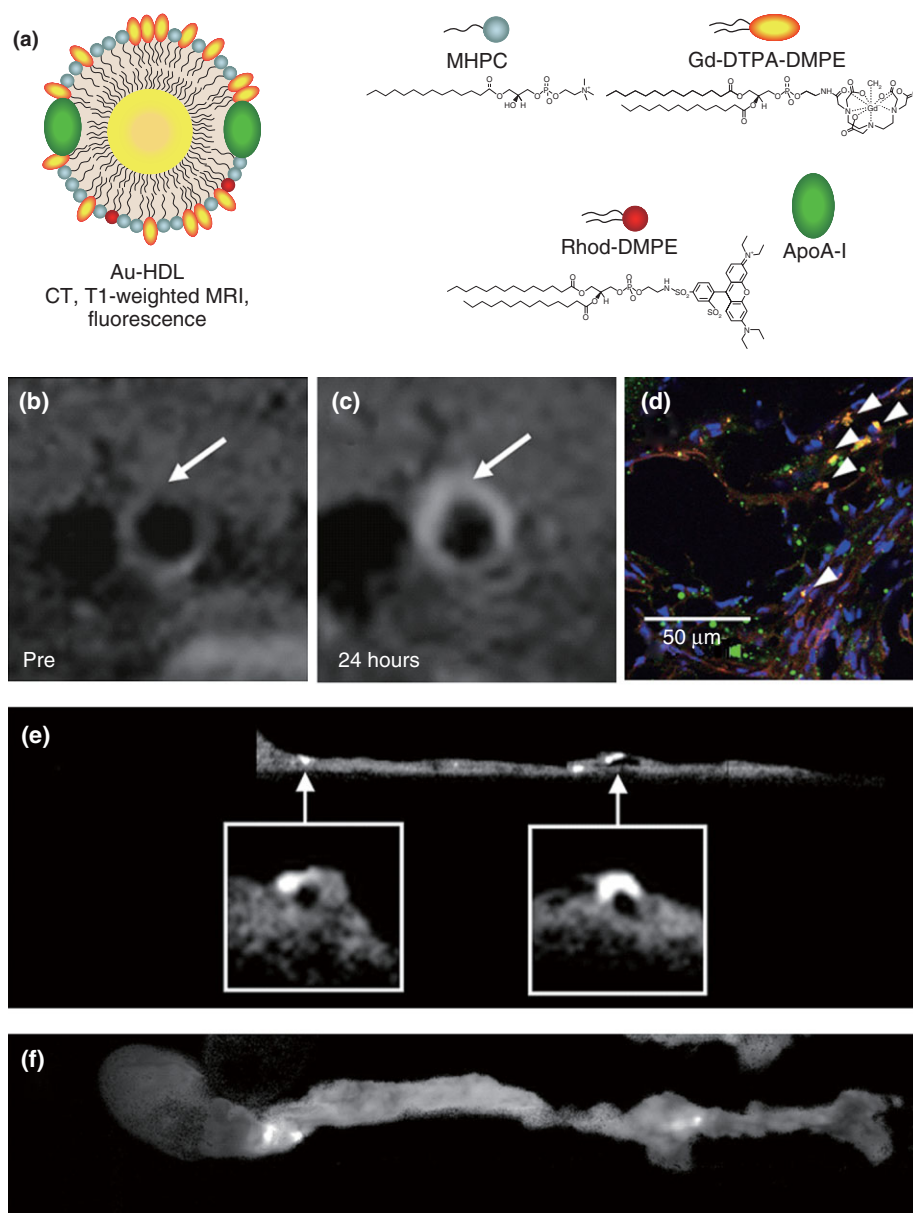 (a)
MHPC
Gd-DTPA-DMPE
Au-HDL
CT, T1-weighted MRI,
fluorescence
Rhod-DMPE
ApoA-I
(b)
Pre
(c)
24 hours
(d)
50 μm
(e)
(f)